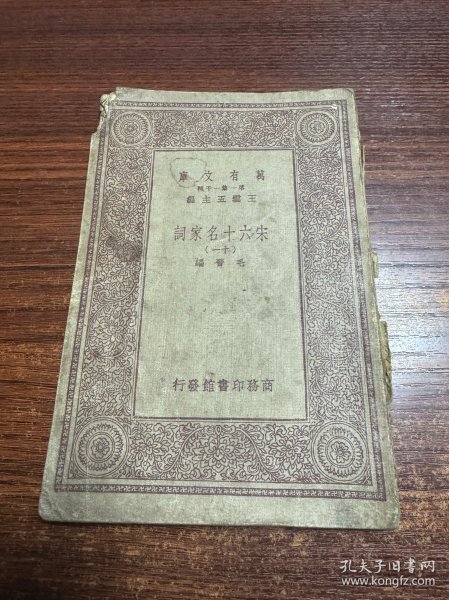 萬有文庫
第一集一千種
王雲五主編
宋六十名家詞
(十一)
毛晉編
商務印書館發行
孔夫子旧书网
www.kongfz.com